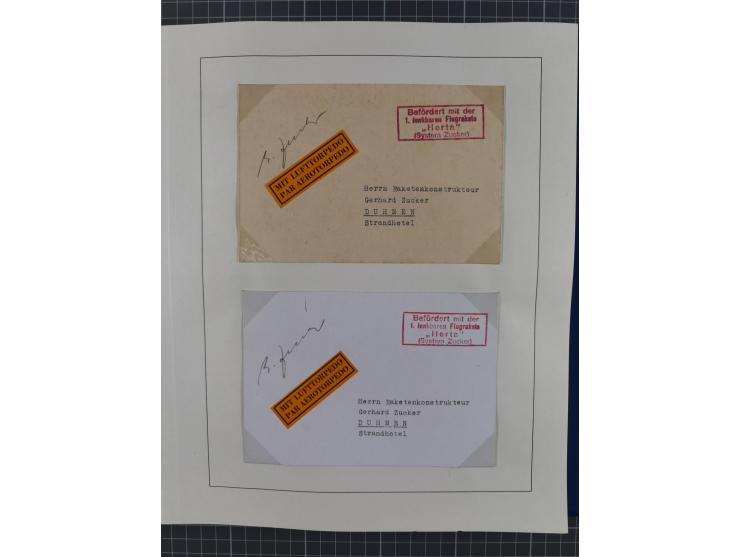 Befördert mit der
1. lenkbaren Flugrakete
„Herta"
(System Zucker)
MIT LUFTTORPEDO
PAR AEROTORPEDO
Herrn Raketenkonstrukteur
Gerhard Zucker
DUHNEN
Strandhotel
Befördert mit der
1. lenkbaren Flugrakete
„Herta"
(System Zucker)
MIT LUFTTORPEDO
PAR AEROTORPEDO
Herrn Raketenkonstrukteur
Gerhard Zucker
DUHNEN
Strandhotel